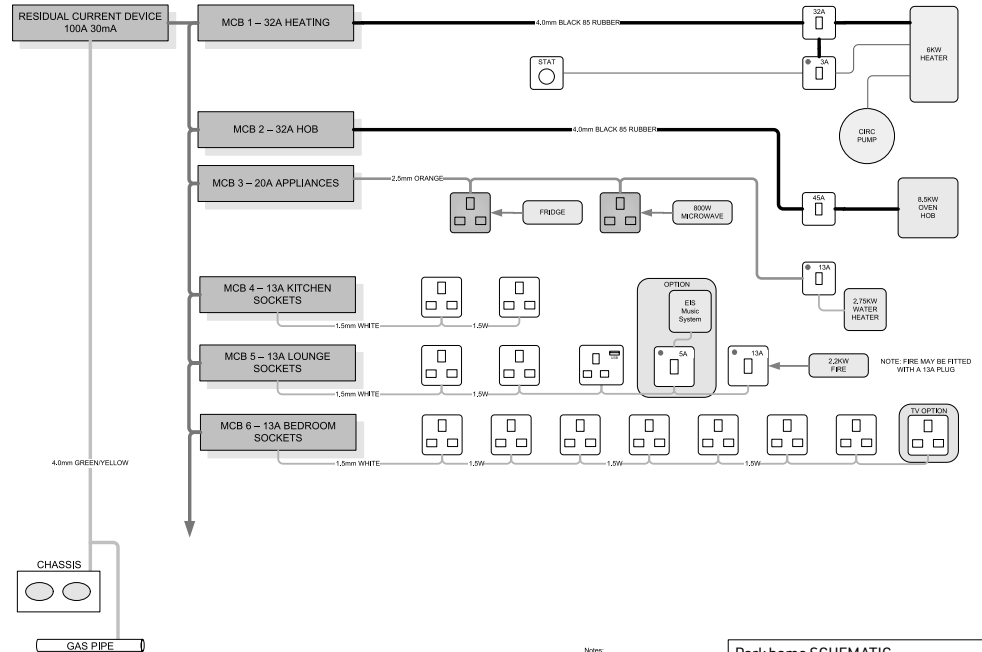 RESIDUAL CURRENT DEVICE
100A 30mA
MCB 1 – 32A HEATING
4.0mm BLACK 85 RUBBER
32A
6KW
HEATER
STAT
3A
CIRC
PUMP
MCB 2 – 32A HOB
4.0mm BLACK 85 RUBBER
45A
8.5KW
OVEN
HOB
MCB 3 – 20A APPLIANCES
2.5mm ORANGE
FRIDGE
800W
MICROWAVE
13A
2.75KW
WATER
HEATER
MCB 4 – 13A KITCHEN
SOCKETS
1.5mm WHITE
1.5W
OPTION
EIS
Music
System
MCB 5 – 13A LOUNGE
SOCKETS
1.5mm WHITE
1.5W
USB
5A
13A
2.2KW
FIRE
NOTE: FIRE MAY BE FITTED
WITH A 13A PLUG
MCB 6 – 13A BEDROOM
SOCKETS
1.5mm WHITE
1.5W
1.5W
1.5W
TV OPTION
4.0mm GREEN/YELLOW
CHASSIS
GAS PIPE
Notes:
Park home SCHEMATIC